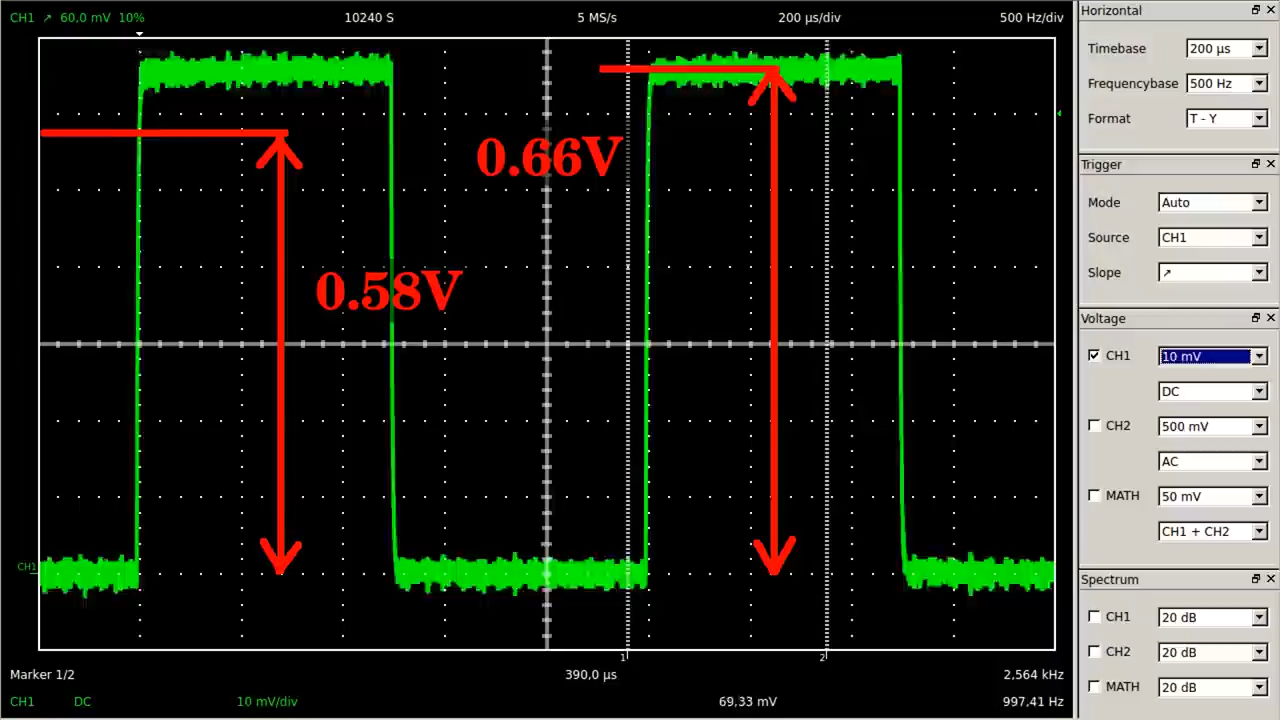 CH1 ↗ 60,0 mV 10% 10240 S 5 MS/s 200 µs/div 500 Hz/div
0.66V
0.58V
CH1
1 2
Marker 1/2 390,0 µs 2,564 kHz
CH1 DC 10 mV/div 69,33 mV 997,41 Hz
Horizontal
Timebase 200 µs
Frequencybase 500 Hz
Format T - Y
Trigger
Mode Auto
Source CH1
Slope ↗
Voltage
CH1 10 mV
DC
CH2 500 mV
AC
MATH 50 mV
CH1 + CH2
Spectrum
CH1 20 dB
CH2 20 dB
MATH 20 dB